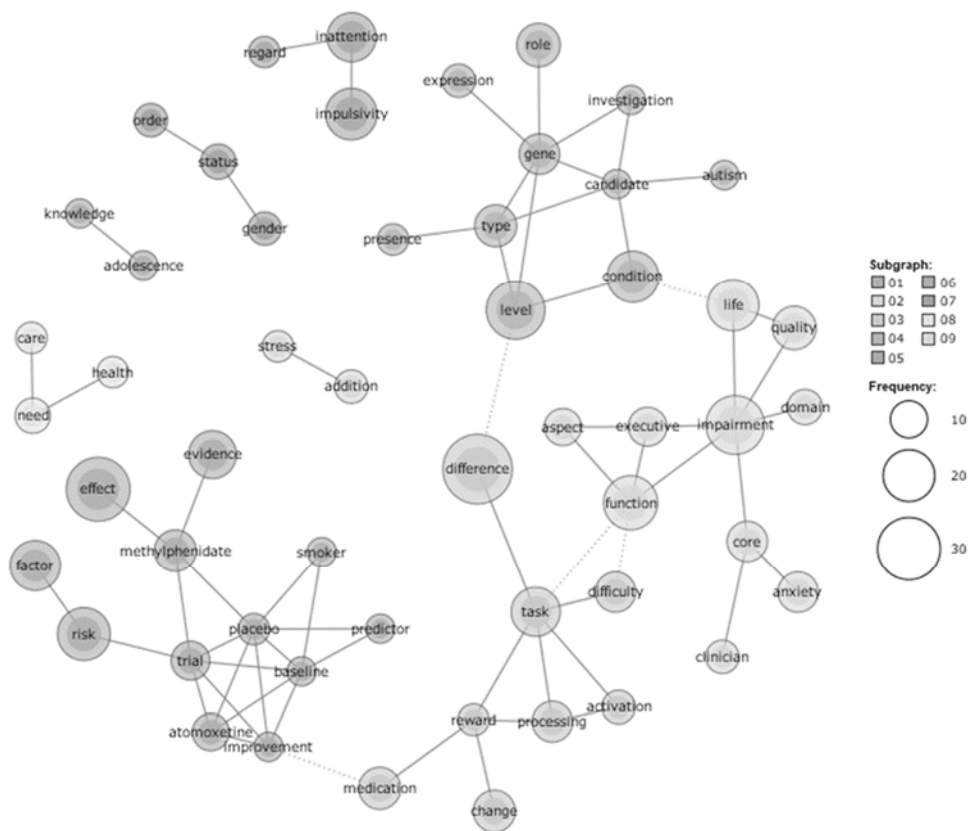 inattention
regard
role
expression
impulsivity
investigation
order
gene
status
candidate
autism
knowledge
gender
type
presence
adolescence
condition
level
life
quality
care
stress
health
addition
need
domain
aspect
executive
impairment
evidence
difference
effect
function
methylphenidate
smoker
core
factor
difficulty
anxiety
task
risk
placebo
predictor
trial
baseline
clinician
atomoxetine
improvement
reward
processing
activation
medication
change
Subgraph:
01 06
02 07
03 08
04 09
05
Frequency:
10
20
30